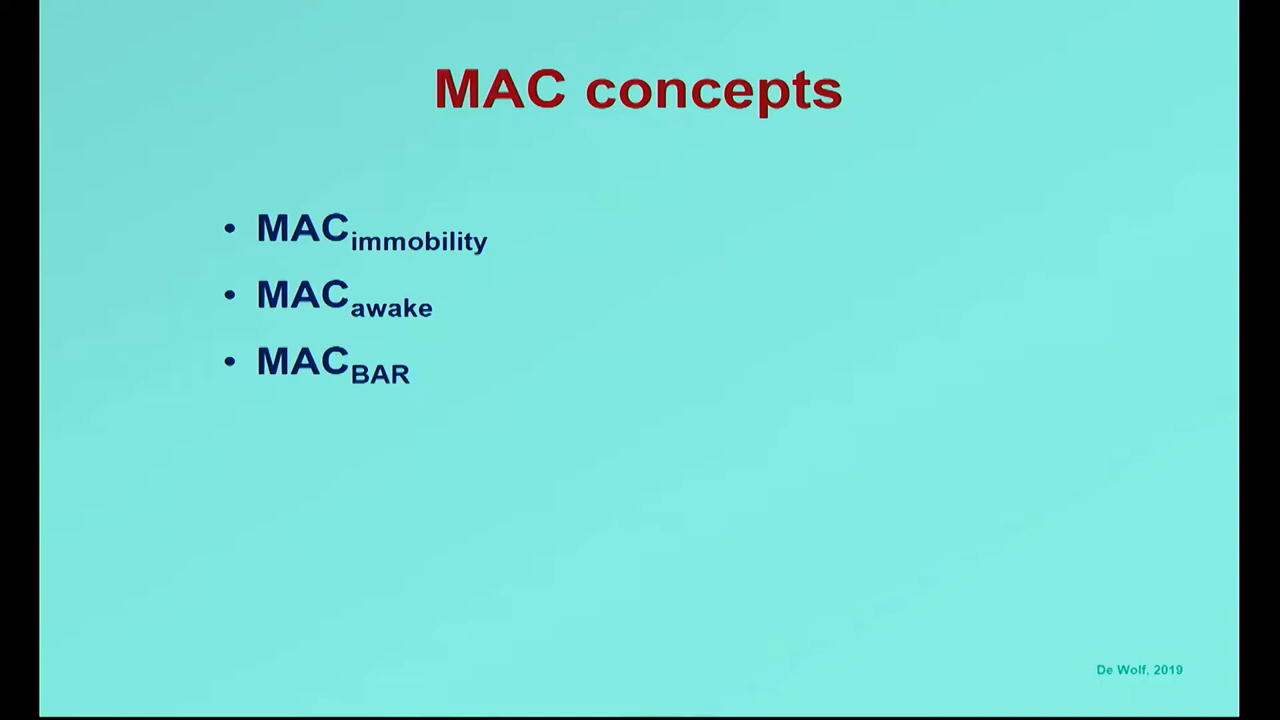 MAC concepts
• MACimmobility
• MACawake
• MACBAR
De Wolf, 2019